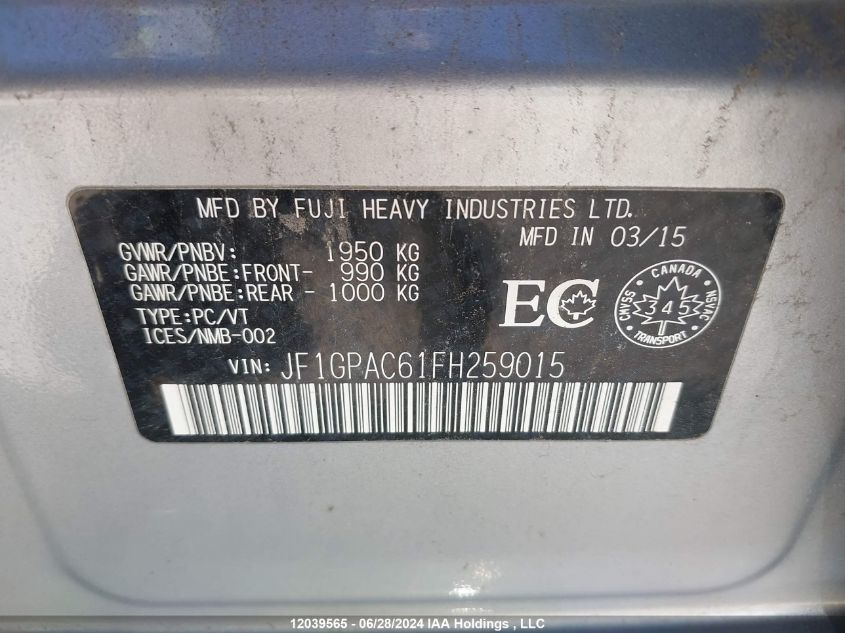 MFD BY FUJI HEAVY INDUSTRIES LTD.
MFD IN 03/15
GVWR/PNBV: 1950 KG
GAWR/PNBE:FRONT- 990 KG
GAWR/PNBE:REAR - 1000 KG
TYPE:PC/VT
ICES/NMB-002
EC
CANADA
CMVSS 345 NSVAC
TRANSPORT
VIN: JF1GPAC61FH259015
12039565 - 06/28/2024 IAA Holdings , LLC